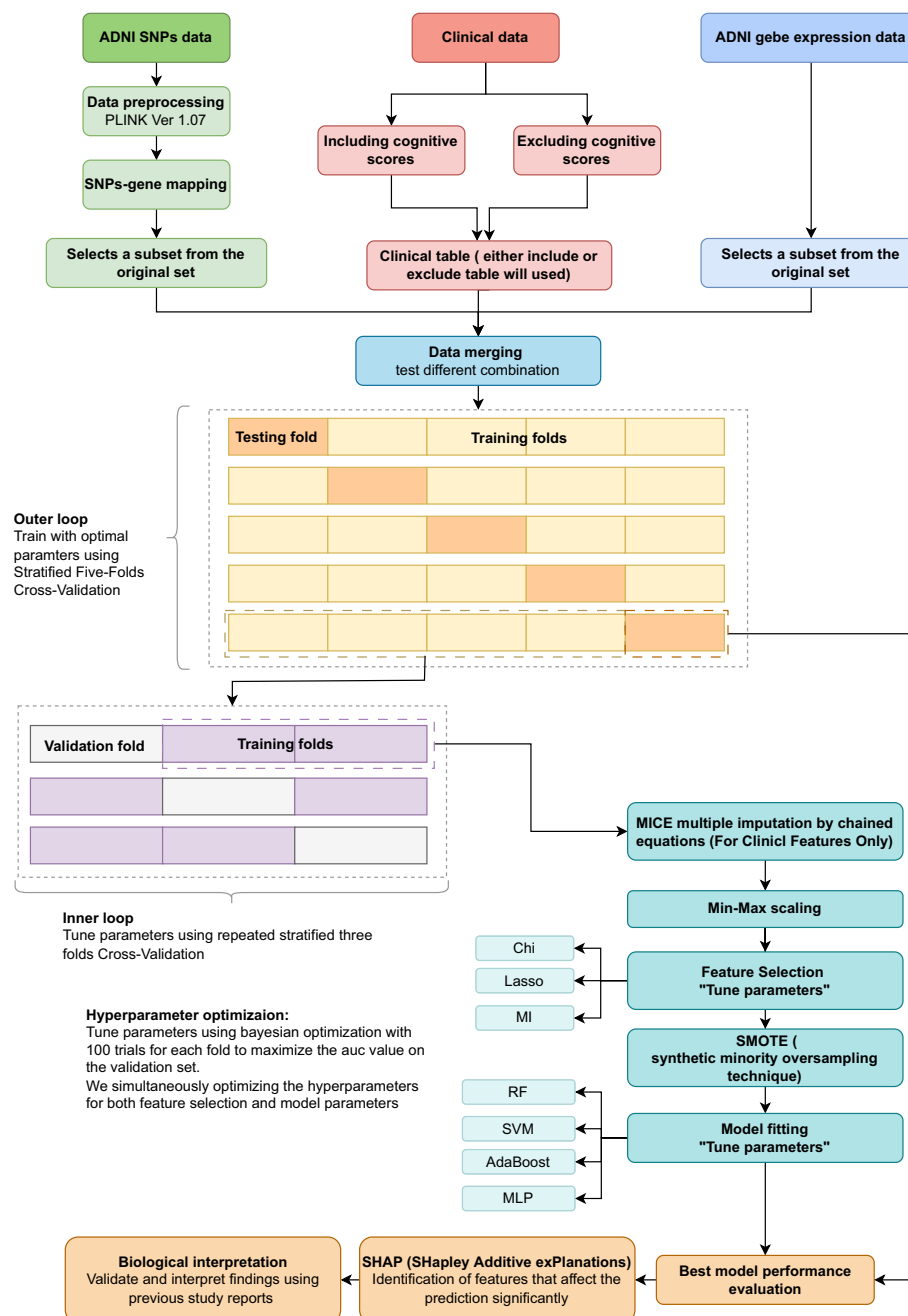 ADNI SNPs data
Clinical data
ADNI gebe expression data
Data preprocessing
PLINK Ver 1.07
Including cognitive
scores
Excluding cognitive
scores
SNPs-gene mapping
Selects a subset from the
original set
Clinical table ( either include or
exclude table will used)
Selects a subset from the
original set
Data merging
test different combination
Testing fold
Training folds
Outer loop
Train with optimal
paramters using
Stratified Five-Folds
Cross-Validation
Validation fold
Training folds
Inner loop
Tune parameters using repeated stratified three
folds Cross-Validation
MICE multiple imputation by chained
equations (For Clinicl Features Only)
Min-Max scaling
Chi
Lasso
MI
Feature Selection
"Tune parameters"
Hyperparameter optimizaion:
Tune parameters using bayesian optimization with
100 trials for each fold to maximize the auc value on
the validation set.
We simultaneously optimizing the hyperparameters
for both feature selection and model parameters
SMOTE (
synthetic minority oversampling
technique)
RF
SVM
AdaBoost
MLP
Model fitting
"Tune parameters"
Biological interpretation
Validate and interpret findings using
previous study reports
SHAP (SHapley Additive exPlanations)
Identification of features that affect the
prediction significantly
Best model performance
evaluation